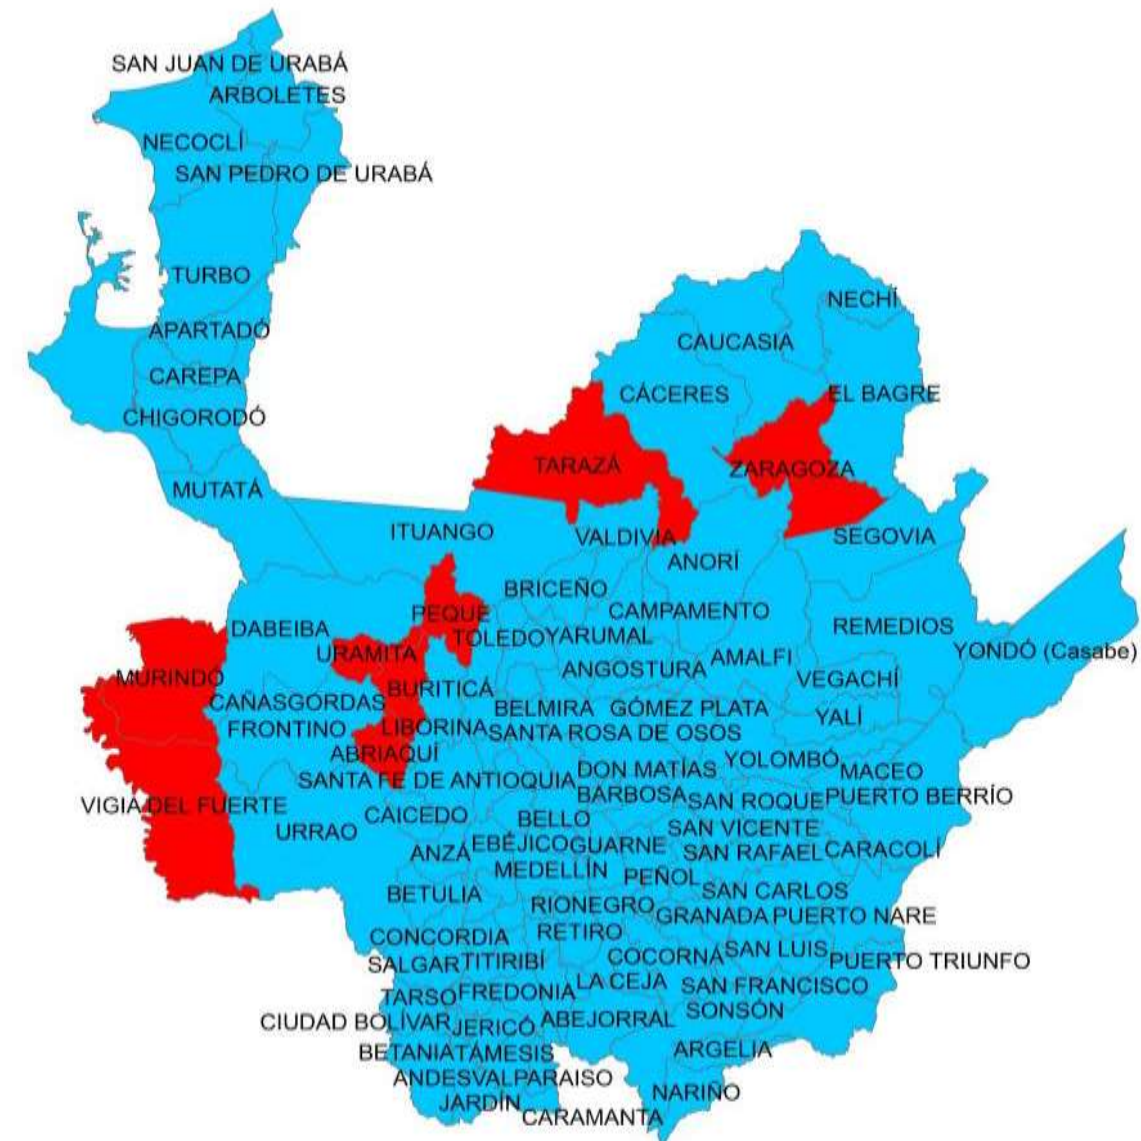 SAN JUAN DE URABÁ
ARBOLETES
NECOCLÍ
SAN PEDRO DE URABÁ
TURBO
NECHÍ
APARTADÓ
CAUCASIA
CAREPA
CÁCERES
EL BAGRE
CHIGORODÓ
TARAZÁ
ZARAGOZA
MUTATÁ
ITUANGO
VALDIVIA
SEGOVIA
ANORÍ
BRICEÑO
PEQUE
CAMPAMENTO
DABEIBA
TOLEDO
YARUMAL
REMEDIOS
URAMITA
YONDÓ (Casabe)
ANGOSTURA
AMALFI
MURINDÓ
VEGACHÍ
BURITICÁ
CAÑASGORDAS
BELMIRA
GÓMEZ PLATA
YALÍ
FRONTINO
LIBORINA
SANTA ROSA DE OSOS
ABRIAQUÍ
YOLOMBÓ
SANTA FE DE ANTIOQUIA
DON MATÍAS
MACEO
BARBOSA
SAN ROQUE
PUERTO BERRÍO
VIGIA DEL FUERTE
CAICEDO
BELLO
URRAO
SAN VICENTE
ANZÁ
EBÉJICO
GUARNE
SAN RAFAEL
CARACOLÍ
MEDELLÍN
PEÑOL
BETULIA
SAN CARLOS
RIONEGRO
GRANADA
PUERTO NARE
CONCORDIA
RETIRO
COCORNÁ
SAN LUIS
SALGAR
TITIRIBÍ
PUERTO TRIUNFO
LA CEJA
SAN FRANCISCO
TARSO
FREDONIA
SONSÓN
CIUDAD BOLÍVAR
JERICÓ
ABEJORRAL
BETANIA
TÁMESIS
ARGELIA
ANDES
VALPARAISO
NARIÑO
JARDÍN
CARAMANTA